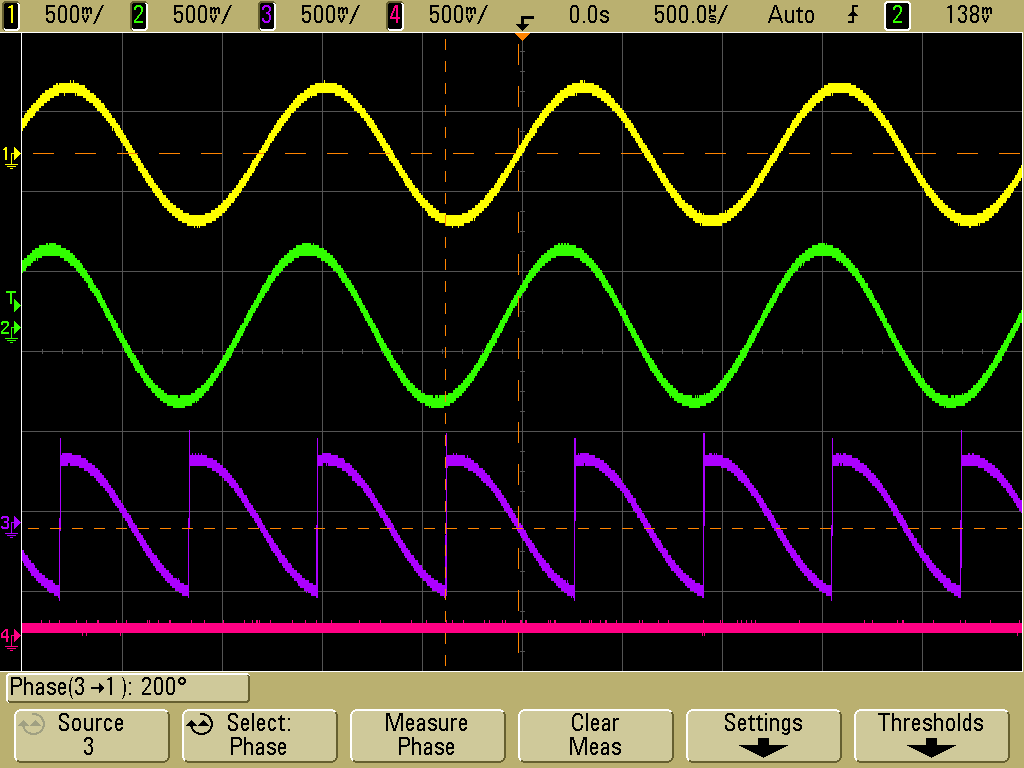 1 500mV/ 2 500mV/ 3 500mV/ 4 500mV/ 0.0s 500.0µs/ Auto 2 138mV
1
T
2
3
4
Phase(3→1): 200°
Source
3
Select:
Phase
Measure
Phase
Clear
Meas
Settings
Thresholds